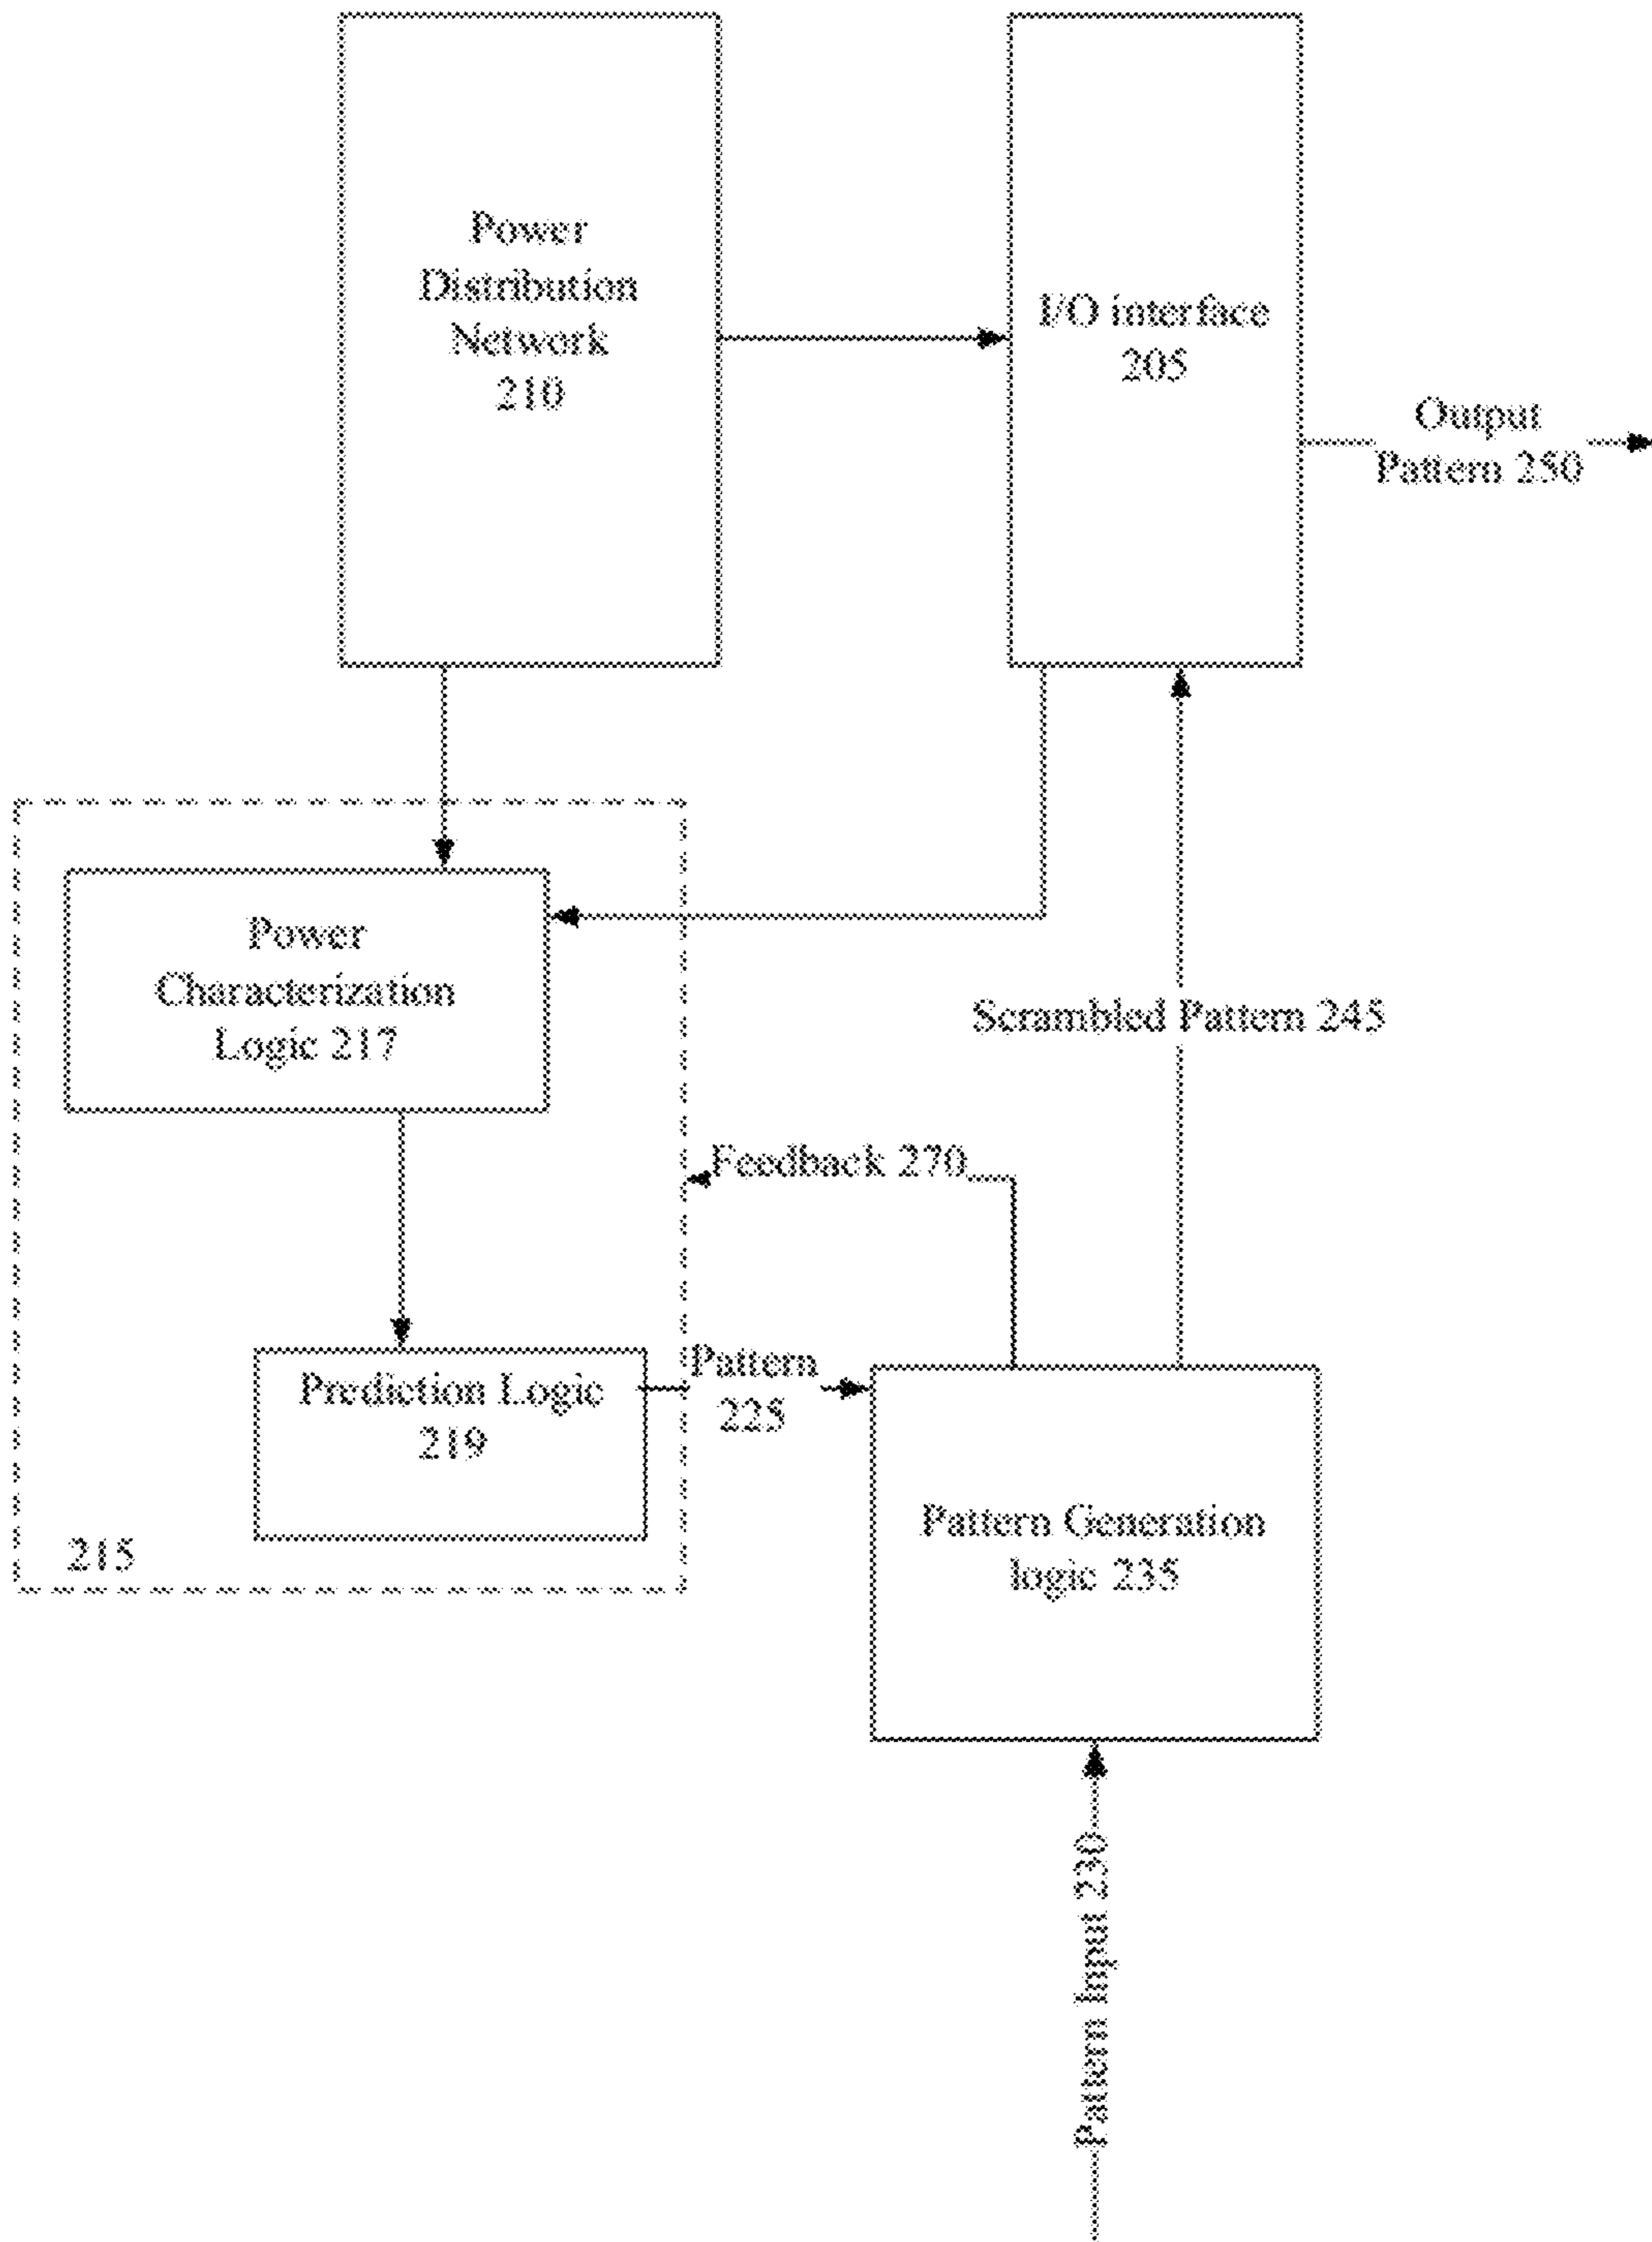 Power
Distribution
Network
210
I/O interface
205
Output
Pattern 250
Power
Characterization
Logic 217
Scrambled Pattern 245
Feedback 270
Prediction Logic
219
Pattern
225
Pattern Generation
logic 235
215
Pattern Input 230